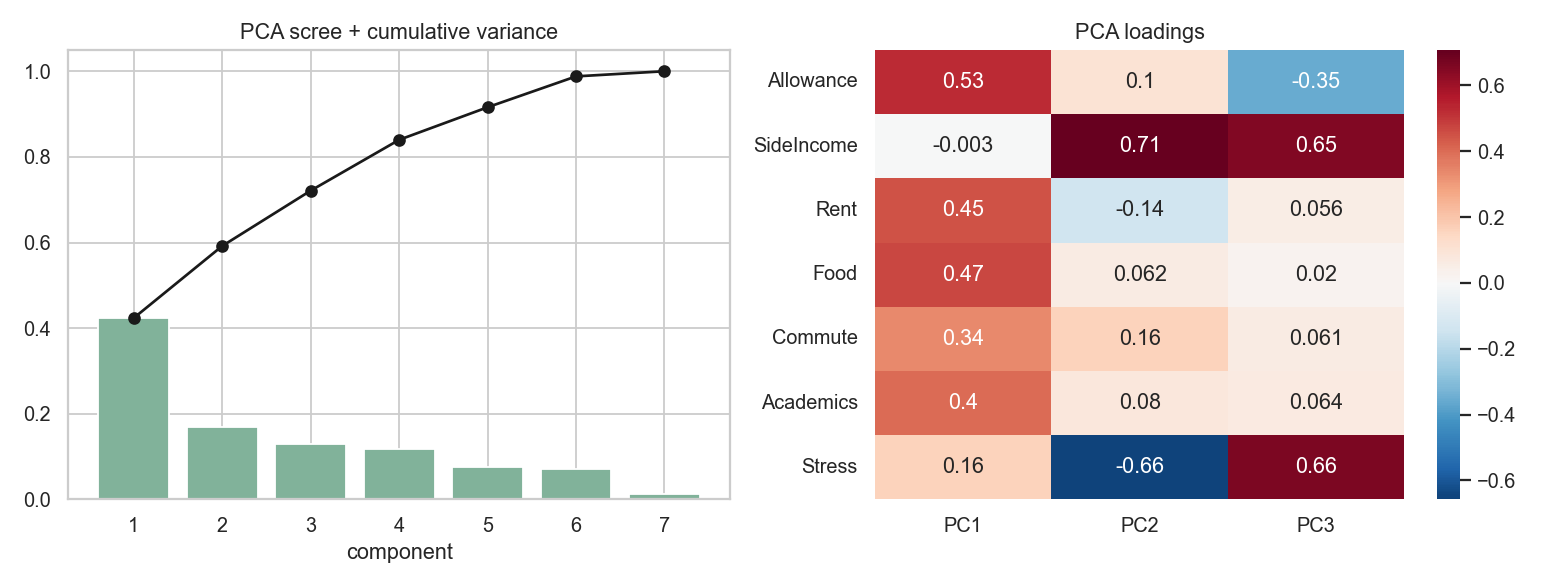 PCA scree + cumulative variance
1.0
0.8
0.6
0.4
0.2
0.0
1 2 3 4 5 6 7
component
PCA loadings
Allowance 0.53 0.1 -0.35
SideIncome -0.003 0.71 0.65
Rent 0.45 -0.14 0.056
Food 0.47 0.062 0.02
Commute 0.34 0.16 0.061
Academics 0.4 0.08 0.064
Stress 0.16 -0.66 0.66
PC1 PC2 PC3
0.6
0.4
0.2
0.0
−0.2
−0.4
−0.6